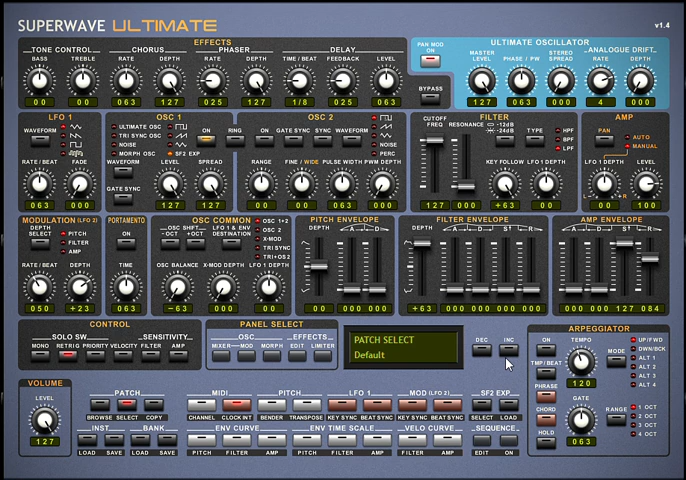 SUPERWAVE ULTIMATE
v1.4
EFFECTS
TONE CONTROL CHORUS PHASER DELAY
BASS TREBLE RATE DEPTH RATE DEPTH TIME / BEAT FEEDBACK LEVEL
00 00 063 127 025 127 1/8 025 063
PAN MOD
ON
BYPASS
ULTIMATE OSCILLATOR
MASTER LEVEL PHASE / PW STEREO SPREAD ANALOGUE DRIFT
RATE DEPTH
127 063 000 4 000
LFO 1
WAVEFORM
RATE/BEAT FADE
063 000
OSC 1
ULTIMATE OSC
TRI SYNC OSC
NOISE
MORPH OSC SF2 EXP
ON RING
WAVEFORM
GATE SYNC
LEVEL SPREAD
127 127
OSC 2
ON GATE SYNC SYNC WAVEFORM
NOISE
PERC
RANGE FINE / WIDE PULSE WIDTH PWM DEPTH
00 00 063 000
FILTER
CUTOFF FREQ RESONANCE -12dB
-24dB
TYPE
HPF
BPF
LPF
KEY FOLLOW LFO 1 DEPTH
127 000 +63 00
AMP
PAN
AUTO
MANUAL
LFO 1 DEPTH LEVEL
L R
00 100
MODULATION (LFO 2)
DEPTH SELECT
PITCH
FILTER
AMP
RATE/BEAT DEPTH
050 +23
PORTAMENTO
ON
TIME
063
OSC COMMON
OSC SHIFT
-OCT +OCT
LFO 1 & ENV DESTINATION
OSC 1+2
OSC 2
X-MOD
TRI SYNC
TRI+OS2
OSC BALANCE X-MOD DEPTH LFO 1 DEPTH
-63 000 00
PITCH ENVELOPE
DEPTH A D
00 000 000
FILTER ENVELOPE
DEPTH A D S R
+63 000 000 000 000
AMP ENVELOPE
A D S R
000 000 127 084
CONTROL
SOLO SW SENSITIVITY
MONO RETRIG PRIORITY VELOCITY FILTER AMP
PANEL SELECT
OSC EFFECTS
MIXER MOD MORPH EDIT LIMITER
PATCH SELECT
Default
DEC INC
ARPEGGIATOR
ON TEMPO
120
TMP/BEAT
PHRASE
CHORD
HOLD
GATE
063
MODE
UP/FWD
DWN/BCK
ALT 1
ALT 2
ALT 3
ALT 4
RANGE
1 OCT
2 OCT
3 OCT
4 OCT
VOLUME
LEVEL
127
PATCH MIDI PITCH LFO 1 MOD (LFO 2) SF2 EXP
BROWSE SELECT COPY CHANNEL CLOCK INT BENDER TRANSPOSE KEY SYNC BEAT SYNC KEY SYNC BEAT SYNC SELECT LOAD
INST BANK ENV CURVE ENV TIME SCALE VELO CURVE SEQUENCE
LOAD SAVE LOAD SAVE PITCH FILTER AMP PITCH FILTER AMP FILTER AMP EDIT ON